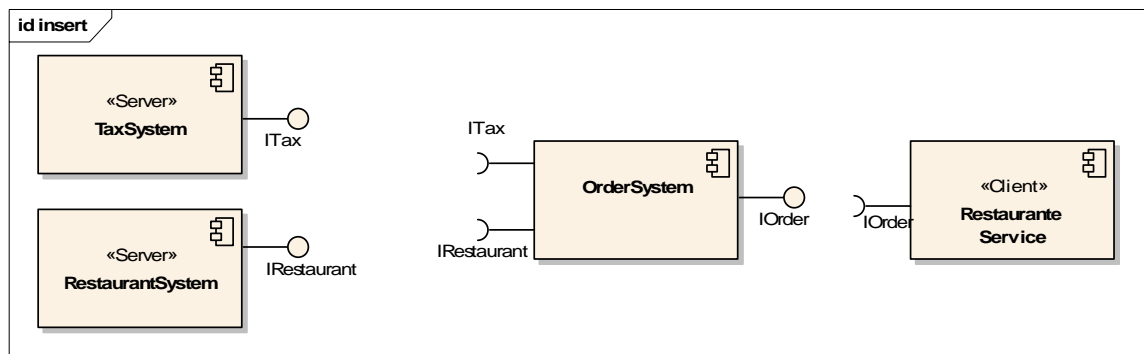 id insert
«Server»
TaxSystem
ITax
«Server»
RestaurantSystem
IRestaurant
ITax
IRestaurant
OrderSystem
IOrder
IOrder
«Client»
Restaurante
Service